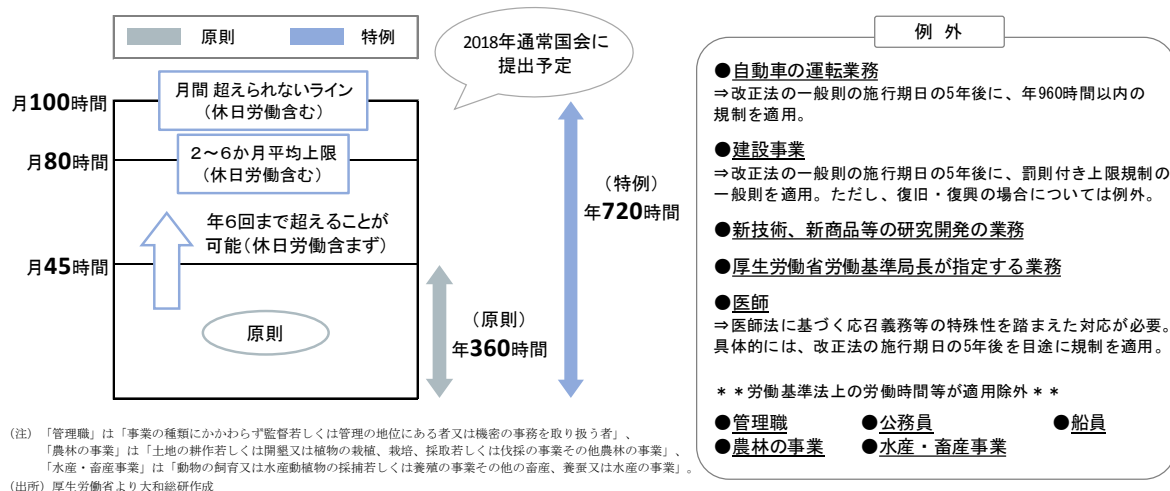 原則
特例
2018年通常国会に
提出予定
月100時間
月間 超えられないライン
(休日労働含む)
月80時間
2～6か月平均上限
(休日労働含む)
年6回まで超えることが
可能(休日労働含まず)
月45時間
原則
(原則)
年360時間
(特例)
年720時間
例 外
●自動車の運転業務
⇒改正法の一般則の施行期日の5年後に、年960時間以内の
規制を適用。
●建設事業
⇒改正法の一般則の施行期日の5年後に、罰則付き上限規制の
一般則を適用。ただし、復旧・復興の場合については例外。
●新技術、新商品等の研究開発の業務
●厚生労働省労働基準局長が指定する業務
●医師
⇒医師法に基づく応召義務等の特殊性を踏まえた対応が必要。
具体的には、改正法の施行期日の5年後を目途に規制を適用。
＊＊労働基準法上の労働時間等が適用除外＊＊
●管理職 ●公務員 ●船員
●農林の事業 ●水産・畜産事業
(注) 「管理職」は「事業の種類にかかわらず監督若しくは管理の地位にある者又は機密の事務を取り扱う者」、
「農林の事業」は「土地の耕作若しくは開墾又は植物の栽植、栽培、採取若しくは伐採の事業その他農林の事業」、
「水産・畜産事業」は「動物の飼育又は水産動植物の採捕若しくは養殖の事業その他の畜産、養蚕又は水産の事業」。
(出所) 厚生労働省より大和総研作成